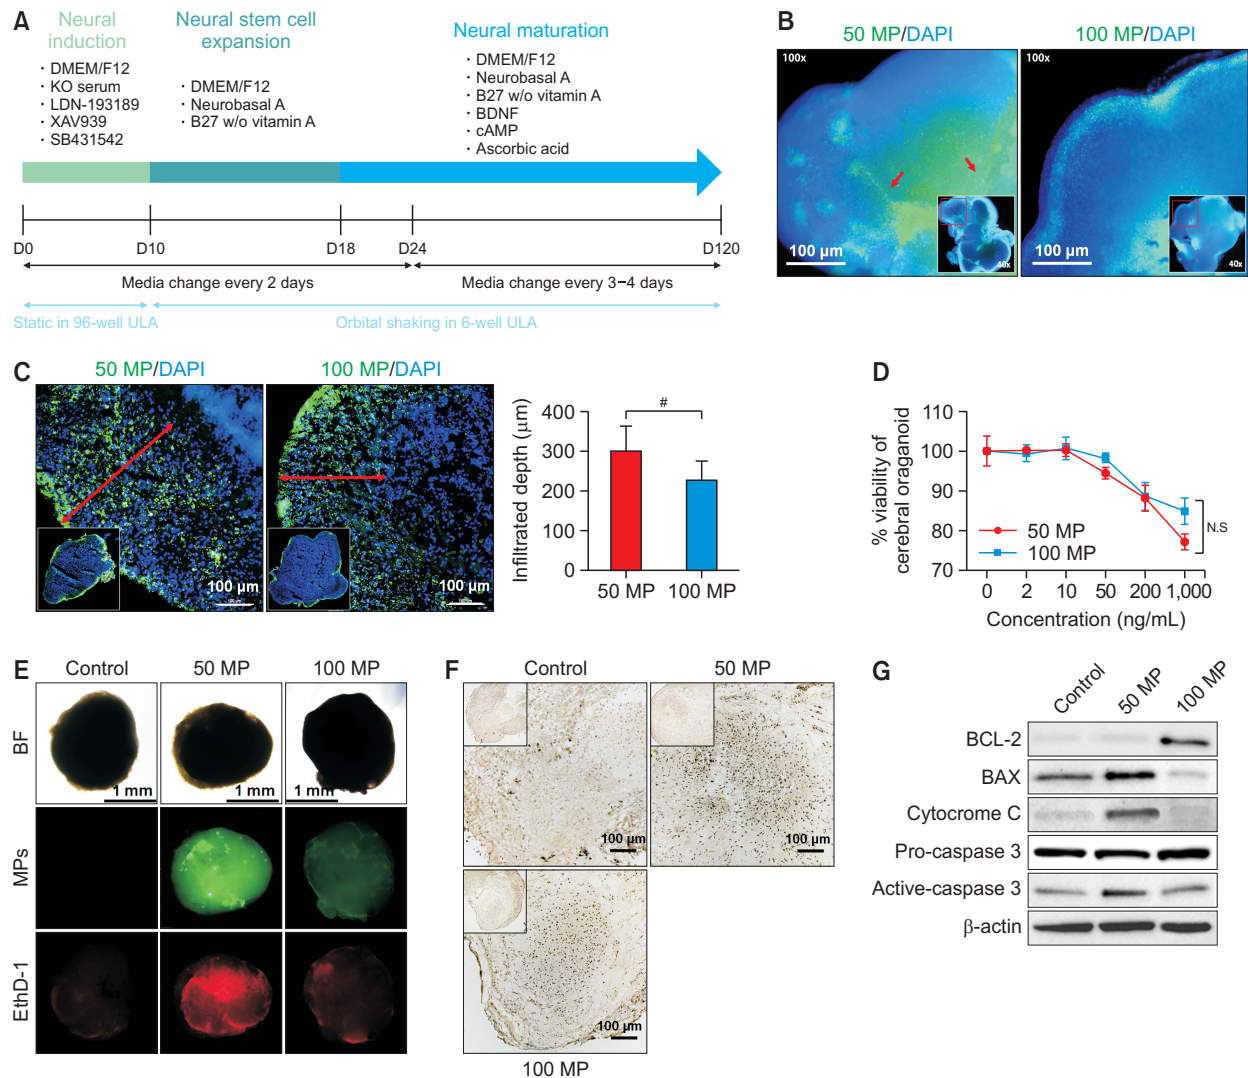 A
Neural
induction
· DMEM/F12
· KO serum
· LDN-193189
· XAV939
· SB431542
Neural stem cell
expansion
· DMEM/F12
· Neurobasal A
· B27 w/o vitamin A
Neural maturation
· DMEM/F12
· Neurobasal A
· B27 w/o vitamin A
· BDNF
· cAMP
· Ascorbic acid
D0 D10 D18 D24 D120
Media change every 2 days
Media change every 3–4 days
Static in 96-well ULA
Orbital shaking in 6-well ULA
B
50 MP/DAPI
100x
100 µm
40x
100 MP/DAPI
100x
100 µm
40x
C
50 MP/DAPI
100 µm
100 MP/DAPI
100 µm
Infiltrated depth (µm)
400
300
200
100
0
#
50 MP 100 MP
D
% viability of
cerebral oraganoid
110
100
90
80
70
50 MP
100 MP
N.S
0 2 10 50 200 1,000
Concentration (ng/mL)
E
Control 50 MP 100 MP
BF
1 mm 1 mm 1 mm
MPs
EthD-1
F
Control
100 µm
50 MP
100 µm
100 µm
100 MP
G
Control 50 MP 100 MP
BCL-2
BAX
Cytocrome C
Pro-caspase 3
Active-caspase 3
β-actin